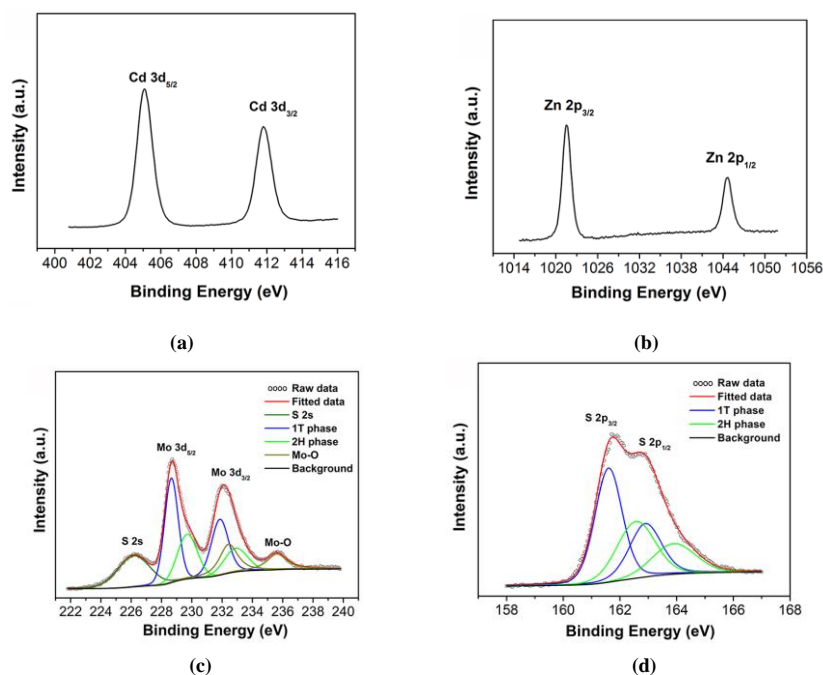 Cd 3d5/2
Cd 3d3/2
Intensity (a.u.)
400 402 404 406 408 410 412 414 416
Binding Energy (eV)
(a)
Zn 2p3/2
Zn 2p1/2
Intensity (a.u.)
1014 1020 1026 1032 1038 1044 1050 1056
Binding Energy (eV)
(b)
Raw data
Fitted data
S 2s
1T phase
2H phase
Mo-O
Background
Mo 3d5/2
Mo 3d3/2
S 2s
Mo-O
Intensity (a.u.)
222 224 226 228 230 232 234 236 238 240
Binding Energy (eV)
(c)
Raw data
Fitted data
1T phase
2H phase
Background
S 2p3/2
S 2p1/2
Intensity (a.u.)
158 160 162 164 166 168
Binding Energy (eV)
(d)